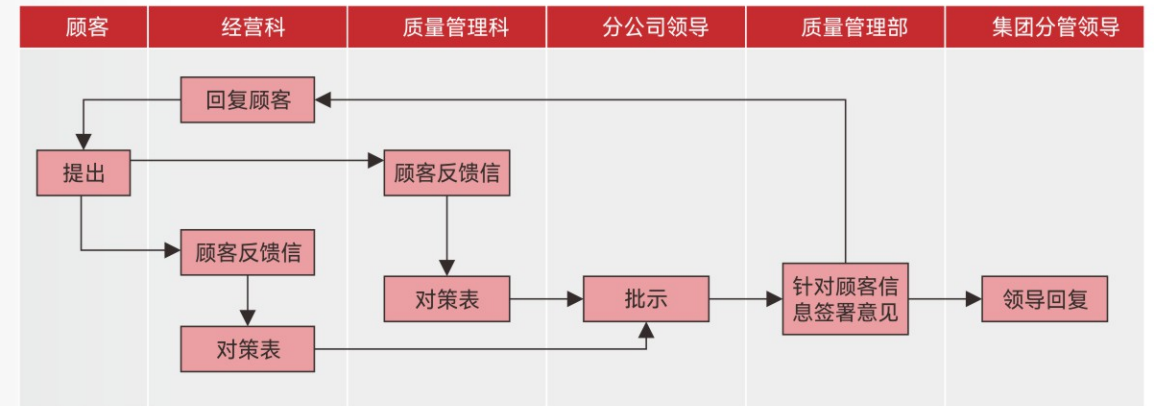 顾客
经营科
质量管理科
分公司领导
质量管理部
集团分管领导
回复顾客
提出
顾客反馈信
顾客反馈信
对策表
批示
针对顾客信
息签署意见
领导回复
对策表